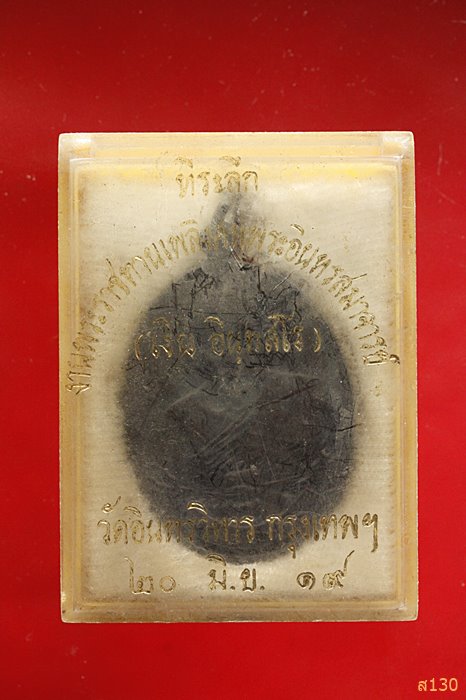 ที่ระลึก
งานพระราชทานเพลิงศพพระอินทรสมาจารย์
(เงิน อินฺทสโร)
วัดอินทรวิหาร กรุงเทพฯ
๒๐ มิ.ย. ๑๙
ส130